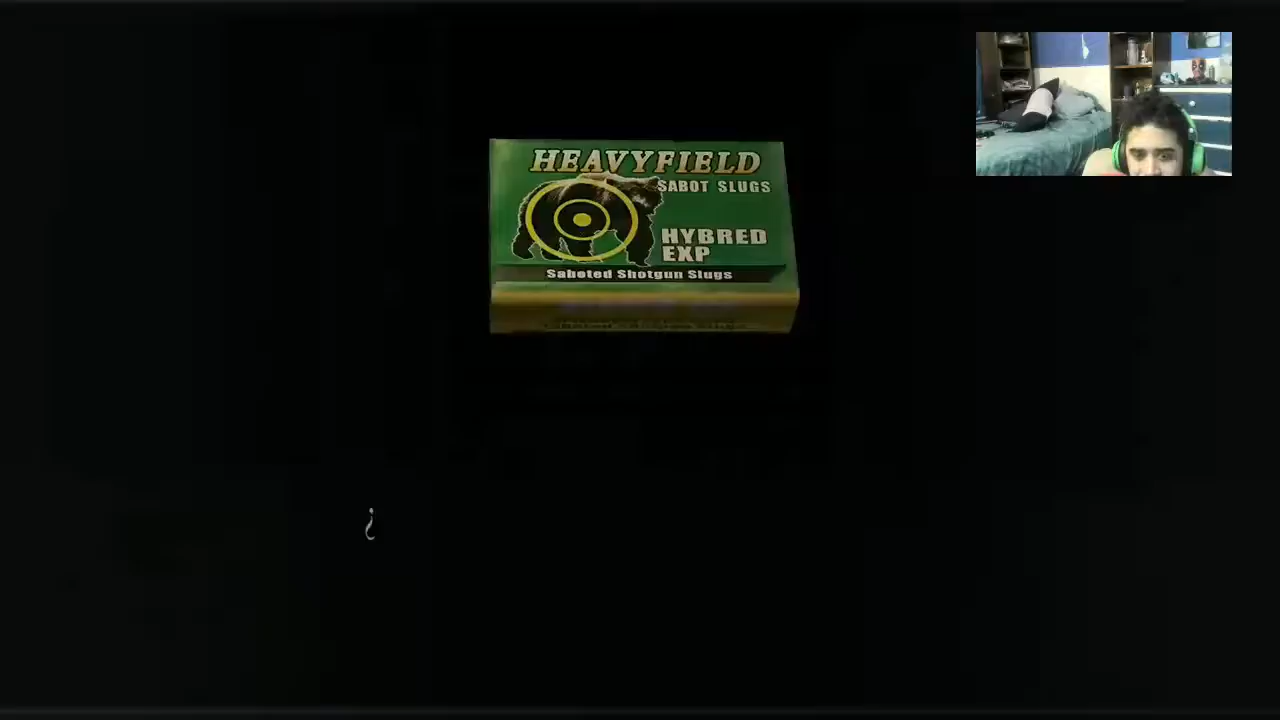 HEAVYFIELD
SABOT SLUGS
HYBRED
EXP
Saboted Shotgun Slugs
¿